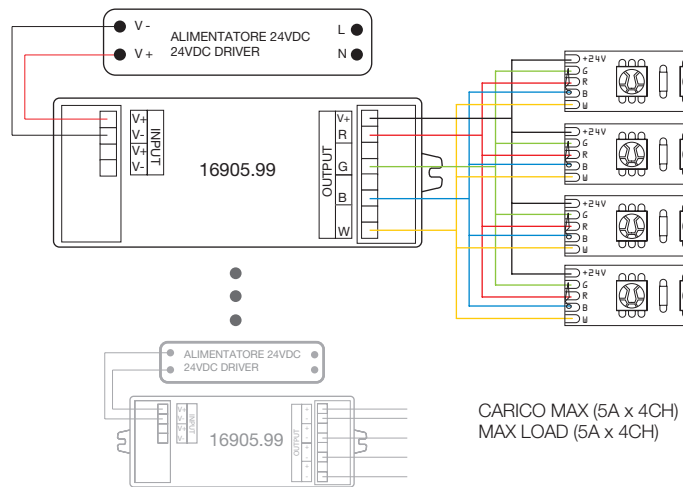 V -
V +
ALIMENTATORE 24VDC
24VDC DRIVER
L
N
V+
V-
V+
V-
INPUT
16905.99
OUTPUT
V+
R
G
B
W
+24V
G
R
B
W
+24V
G
R
B
W
+24V
G
R
B
W
+24V
G
R
B
W
ALIMENTATORE 24VDC
24VDC DRIVER
INPUT
16905.99
OUTPUT
CARICO MAX (5A x 4CH)
MAX LOAD (5A x 4CH)